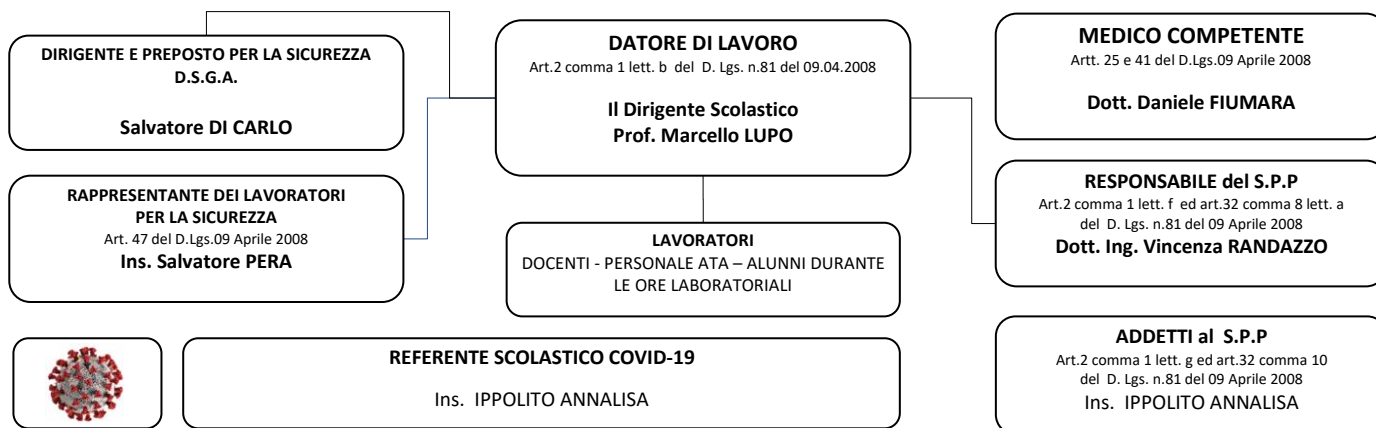 DIRIGENTE E PREPOSTO PER LA SICUREZZA
D.S.G.A.
Salvatore DI CARLO
DATORE DI LAVORO
Art.2 comma 1 lett. b del D. Lgs. n.81 del 09.04.2008
Il Dirigente Scolastico
Prof. Marcello LUPO
MEDICO COMPETENTE
Artt. 25 e 41 del D.Lgs.09 Aprile 2008
Dott. Daniele FIUMARA
RAPPRESENTANTE DEI LAVORATORI
PER LA SICUREZZA
Art. 47 del D.Lgs.09 Aprile 2008
Ins. Salvatore PERA
LAVORATORI
DOCENTI - PERSONALE ATA – ALUNNI DURANTE
LE ORE LABORATORIALI
RESPONSABILE del S.P.P
Art.2 comma 1 lett. f ed art.32 comma 8 lett. a
del D. Lgs. n.81 del 09 Aprile 2008
Dott. Ing. Vincenza RANDAZZO
REFERENTE SCOLASTICO COVID-19
Ins. IPPOLITO ANNALISA
ADDETTI al S.P.P
Art.2 comma 1 lett. g ed art.32 comma 10
del D. Lgs. n.81 del 09 Aprile 2008
Ins. IPPOLITO ANNALISA